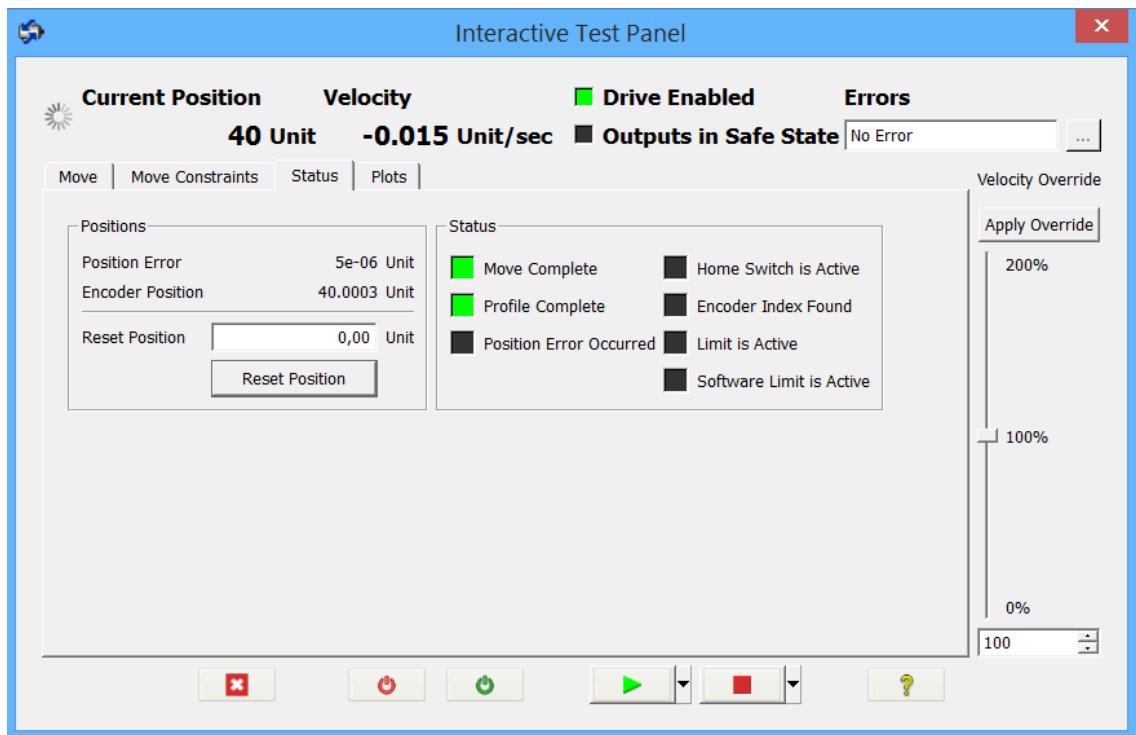 Interactive Test Panel
Current Position Velocity Drive Enabled Errors
40 Unit -0.015 Unit/sec Outputs in Safe State No Error ...
Move Move Constraints Status Plots Velocity Override
Positions Status Apply Override
Position Error 5e-06 Unit Move Complete Home Switch is Active 200%
Encoder Position 40.0003 Unit Profile Complete Encoder Index Found
Reset Position 0,00 Unit Position Error Occurred Limit is Active
Reset Position Software Limit is Active
100%
0%
100